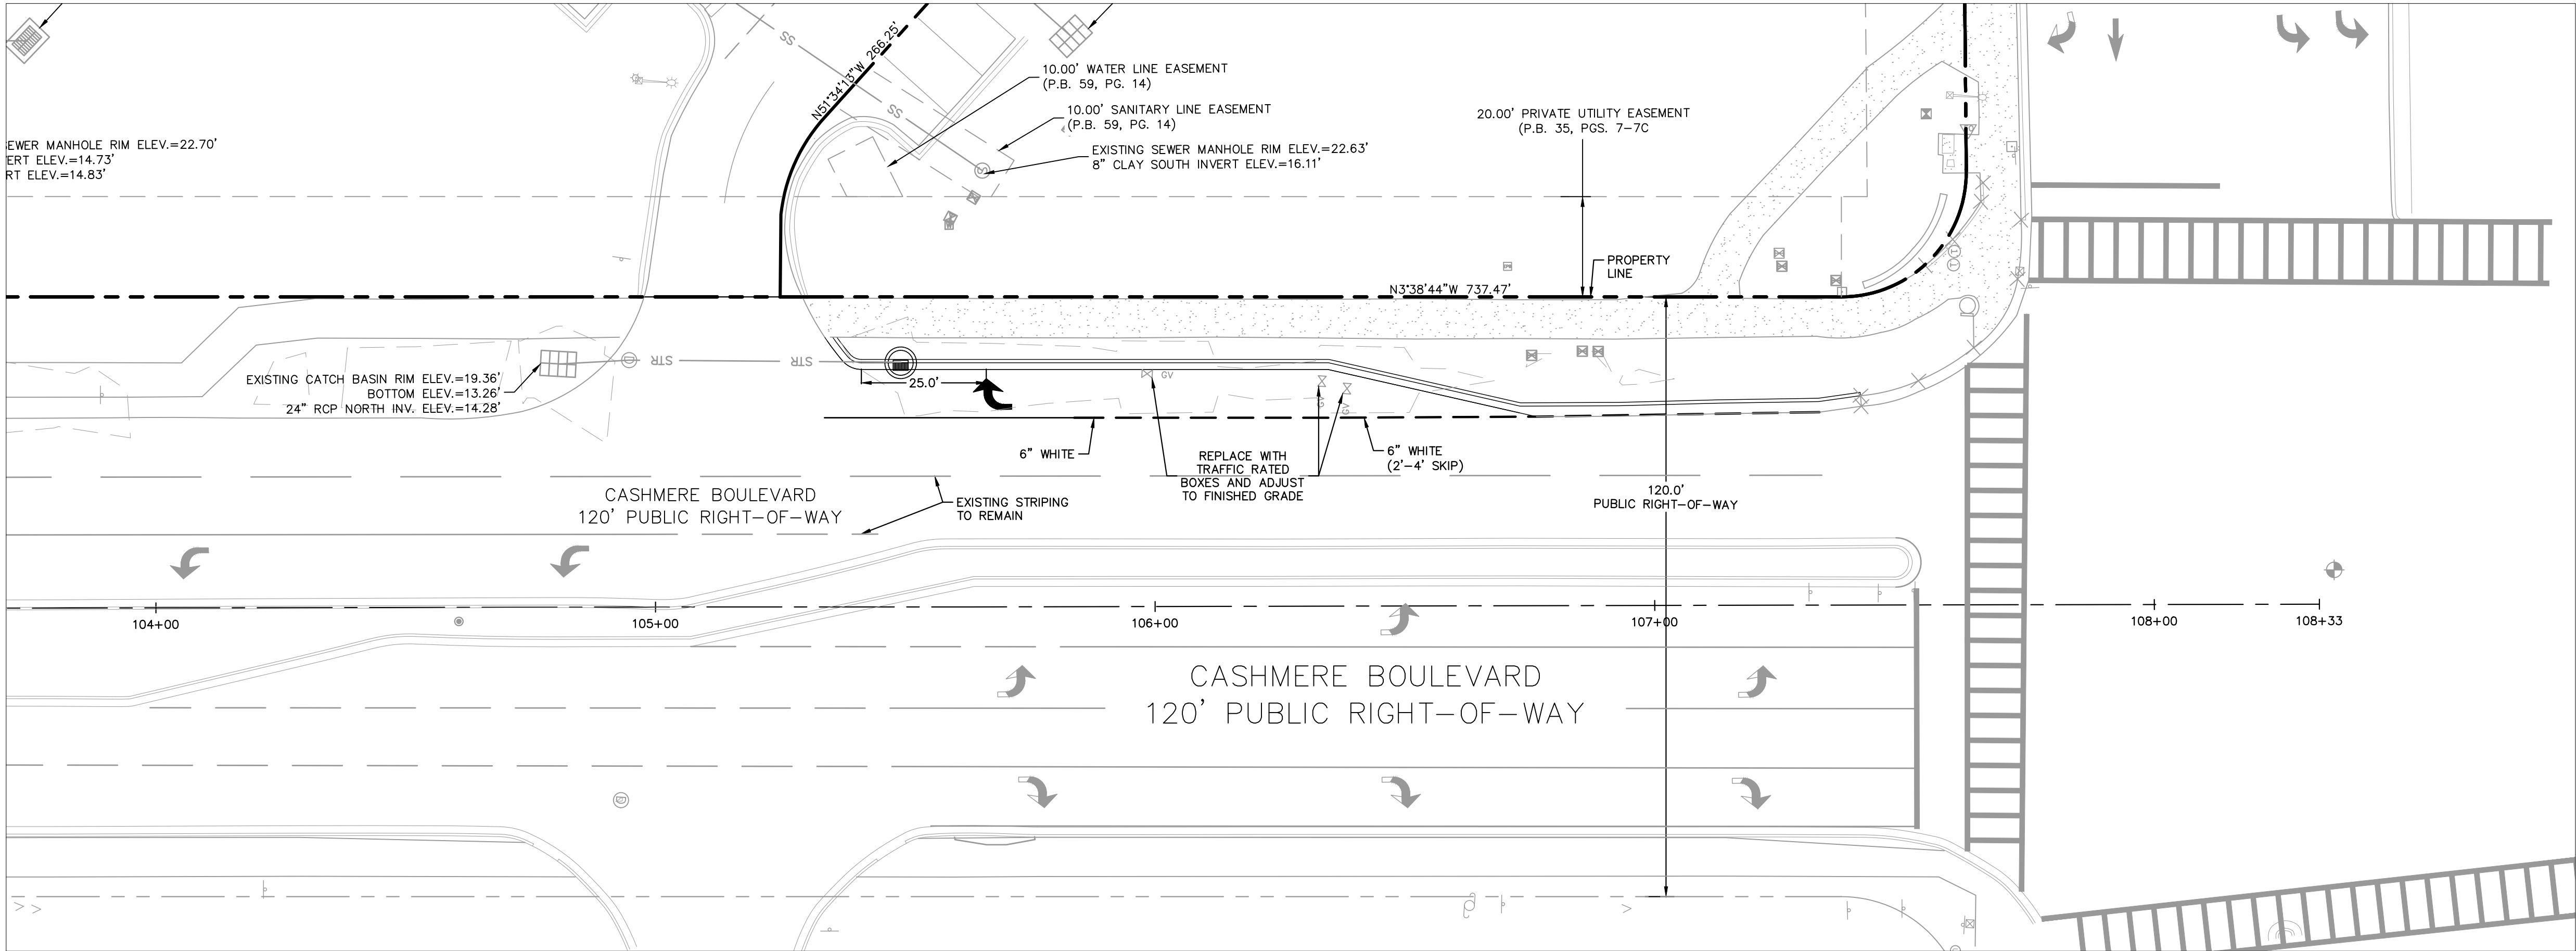 SS
SS
N51°34'13"W 266.25'
10.00' WATER LINE EASEMENT
(P.B. 59, PG. 14)
10.00' SANITARY LINE EASEMENT
(P.B. 59, PG. 14)
EXISTING SEWER MANHOLE RIM ELEV.=22.63'
8" CLAY SOUTH INVERT ELEV.=16.11'
S
20.00' PRIVATE UTILITY EASEMENT
(P.B. 35, PGS. 7-7C
EWER MANHOLE RIM ELEV.=22.70'
ERT ELEV.=14.73'
RT ELEV.=14.83'
PROPERTY
LINE
N3°38'44"W 737.47'
D
STR
STR
EXISTING CATCH BASIN RIM ELEV.=19.36'
BOTTOM ELEV.=13.26'
24" RCP NORTH INV. ELEV.=14.28'
25.0'
GV
GV
GV
6" WHITE
REPLACE WITH
TRAFFIC RATED
BOXES AND ADJUST
TO FINISHED GRADE
6" WHITE
(2'-4' SKIP)
CASHMERE BOULEVARD
120' PUBLIC RIGHT-OF-WAY
EXISTING STRIPING
TO REMAIN
120.0'
PUBLIC RIGHT-OF-WAY
104+00
105+00
106+00
107+00
108+00
108+33
CASHMERE BOULEVARD
120' PUBLIC RIGHT-OF-WAY
D